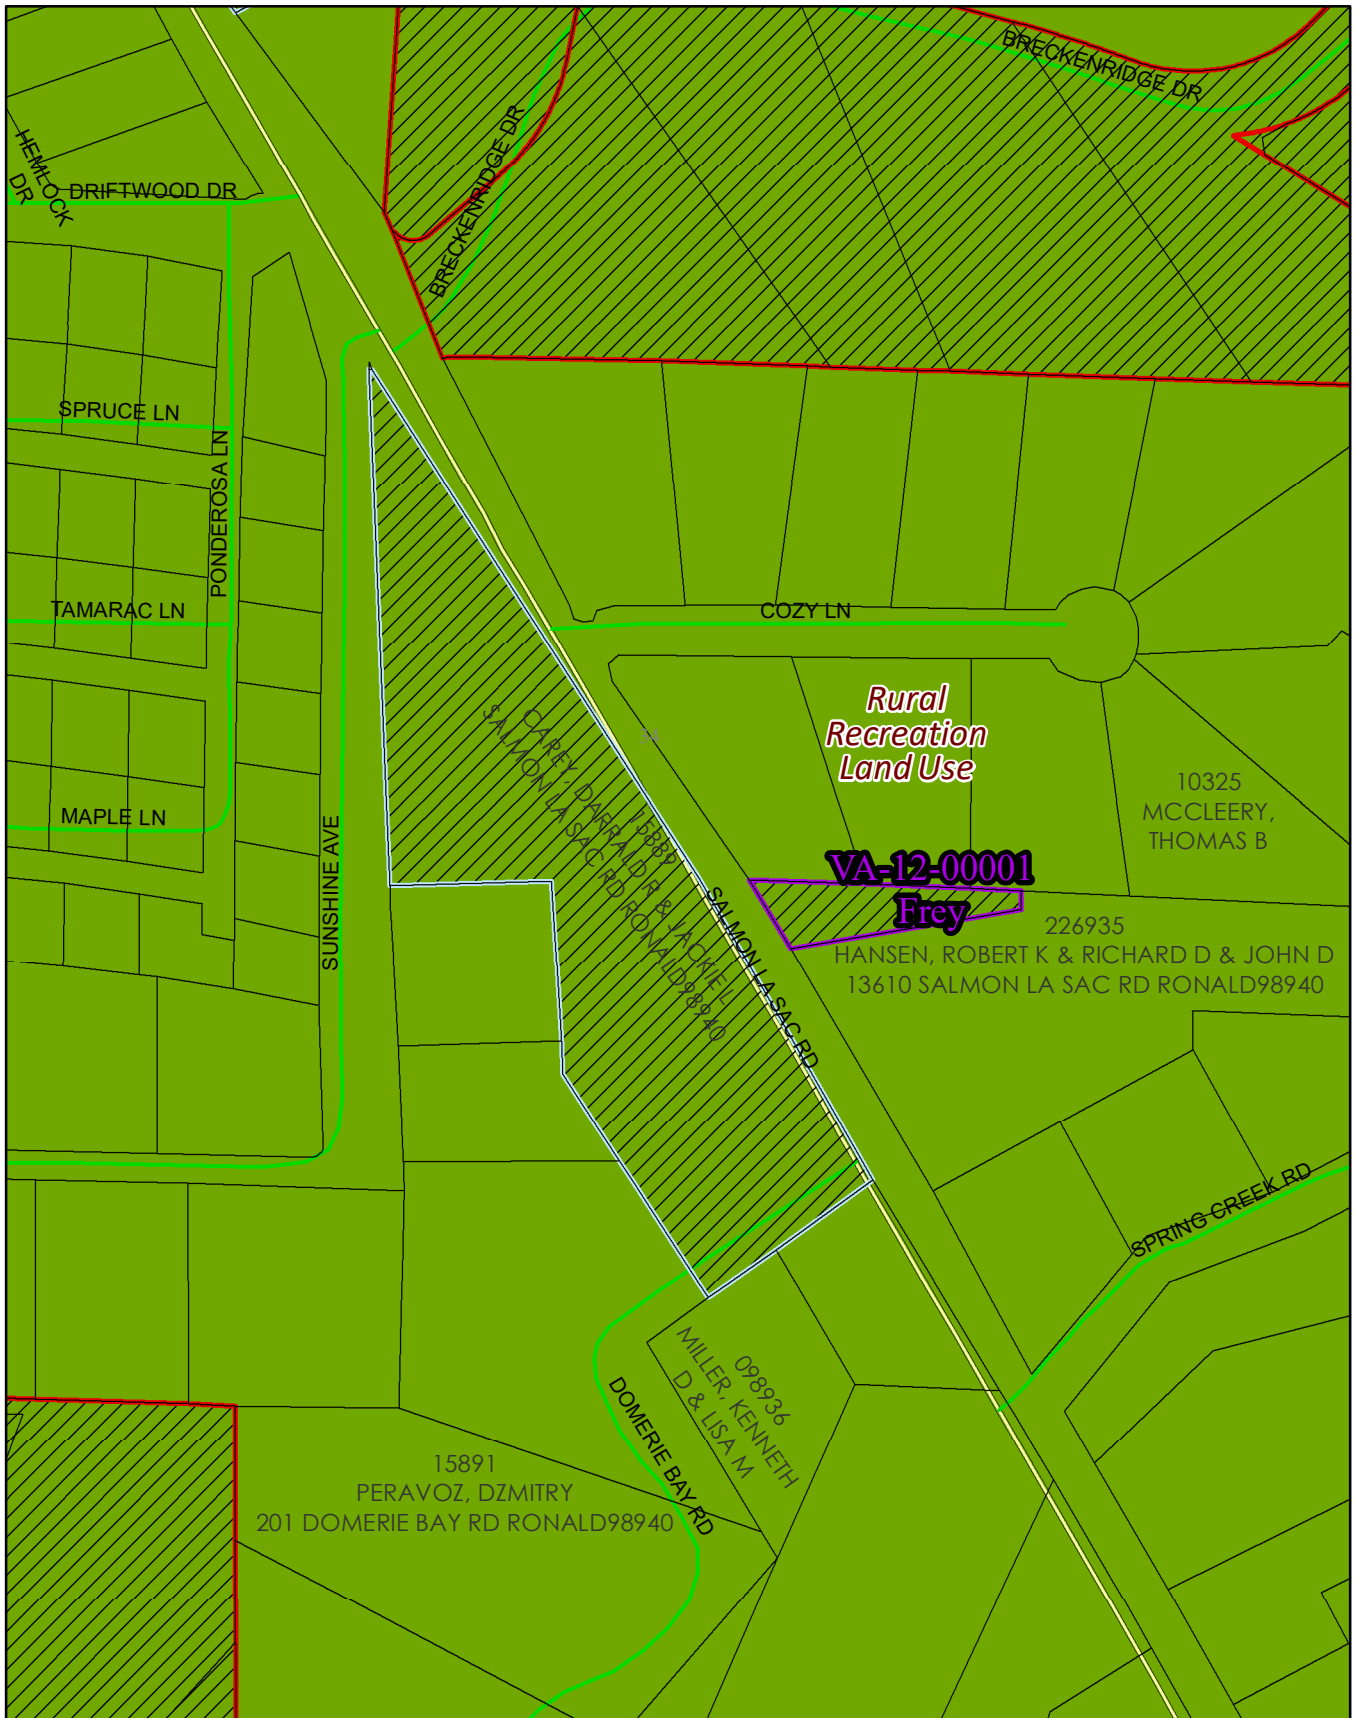 BRECKENRIDGE DR
BRECKENRIDGE DR
HEMLOCK
DR
DRIFTWOOD DR
SPRUCE LN
PONDEROSA LN
TAMARAC LN
COZY LN
Rural
Recreation
Land Use
34
15889
CAREY, DARRALD R & JACKIE L
SALMON LA SAC RD RONALD98940
10325
MCCLEERY,
THOMAS B
MAPLE LN
SUNSHINE AVE
VA-12-00001
Frey
SALMON LA SAC RD
226935
HANSEN, ROBERT K & RICHARD D & JOHN D
13610 SALMON LA SAC RD RONALD98940
SPRING CREEK RD
098936
MILLER, KENNETH
D & LISA M
DOMERIE BAY RD
15891
PERAVOZ, DZMITRY
201 DOMERIE BAY RD RONALD98940